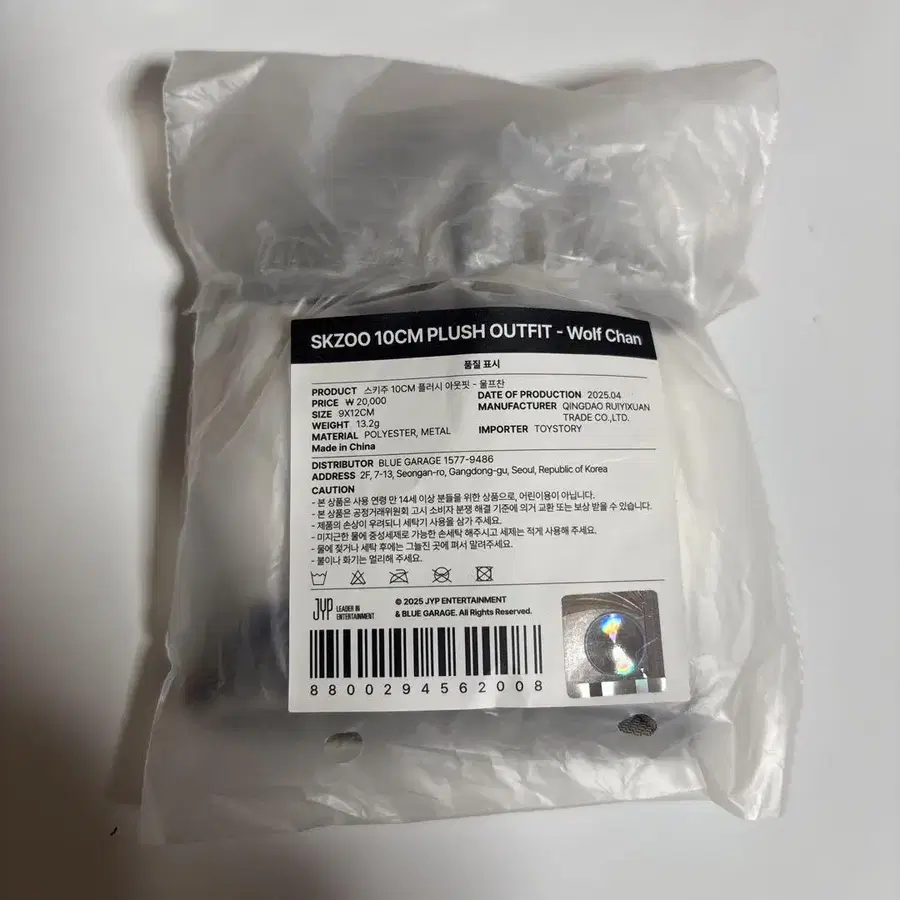 SKZOO 10CM PLUSH OUTFIT - Wolf Chan
품질 표시
PRODUCT 스키주 10CM 플러시 아웃핏 - 울프찬
PRICE ₩ 20,000
SIZE 9X12CM
WEIGHT 13.2g
MATERIAL POLYESTER, METAL
Made in China
DATE OF PRODUCTION 2025.04
MANUFACTURER QINGDAO RUIYIXUAN
TRADE CO.,LTD.
IMPORTER TOYSTORY
DISTRIBUTOR BLUE GARAGE 1577-9486
ADDRESS 2F, 7-13, Seongan-ro, Gangdong-gu, Seoul, Republic of Korea
CAUTION
- 본 상품은 사용 연령 만 14세 이상 분들을 위한 상품으로, 어린이용이 아닙니다.
- 본 상품은 공정거래위원회 고시 소비자 분쟁 해결 기준에 의거 교환 또는 보상 받을 수 있습니다.
- 제품의 손상이 우려되니 세탁기 사용을 삼가 주세요.
- 미지근한 물에 중성세제로 가능한 손세탁 해주시고 세제는 적게 사용해 주세요.
- 물에 젖거나 세탁 후에는 그늘진 곳에 펴서 말려주세요.
- 불이나 화기는 멀리해 주세요.
JYP LEADER IN
ENTERTAINMENT
© 2025 JYP ENTERTAINMENT
& BLUE GARAGE. All Rights Reserved.
8800294562008